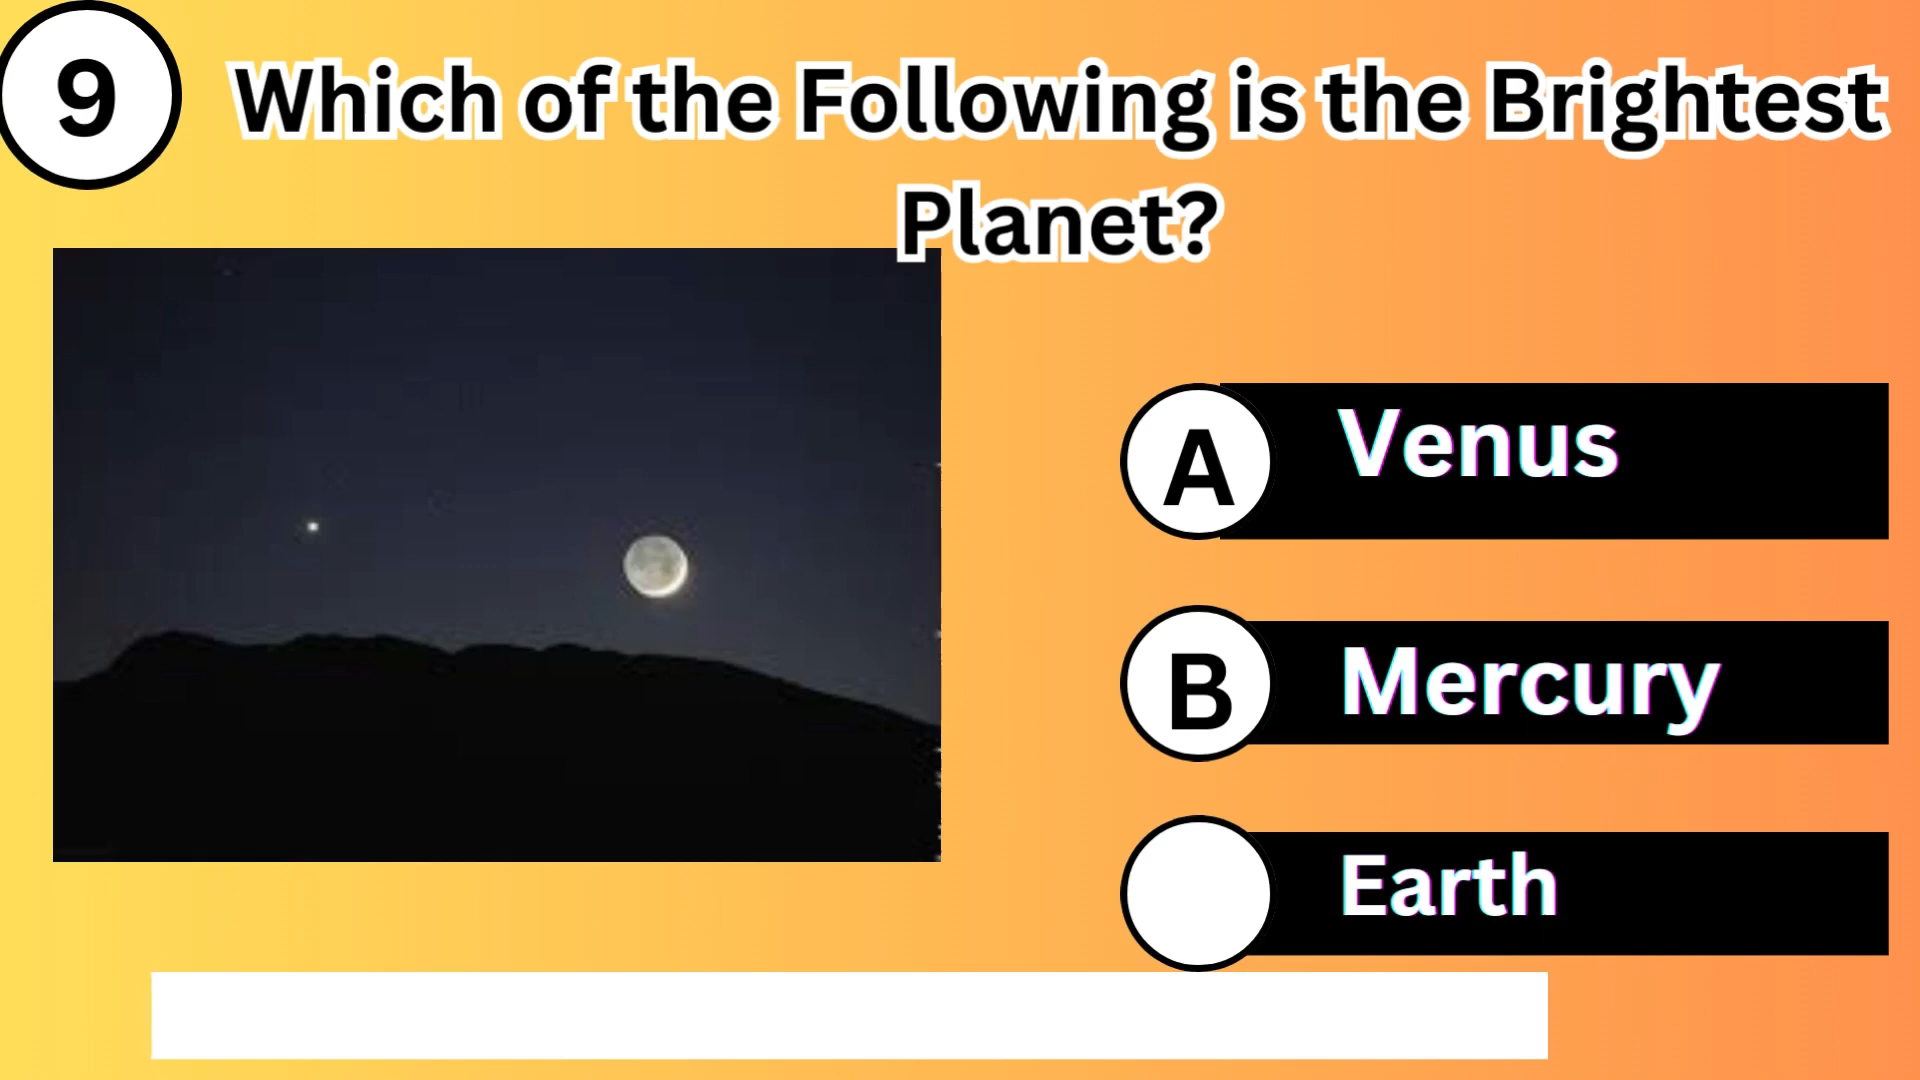 9
Which of the Following is the Brightest
Planet?
A
Venus
B
Mercury
Earth